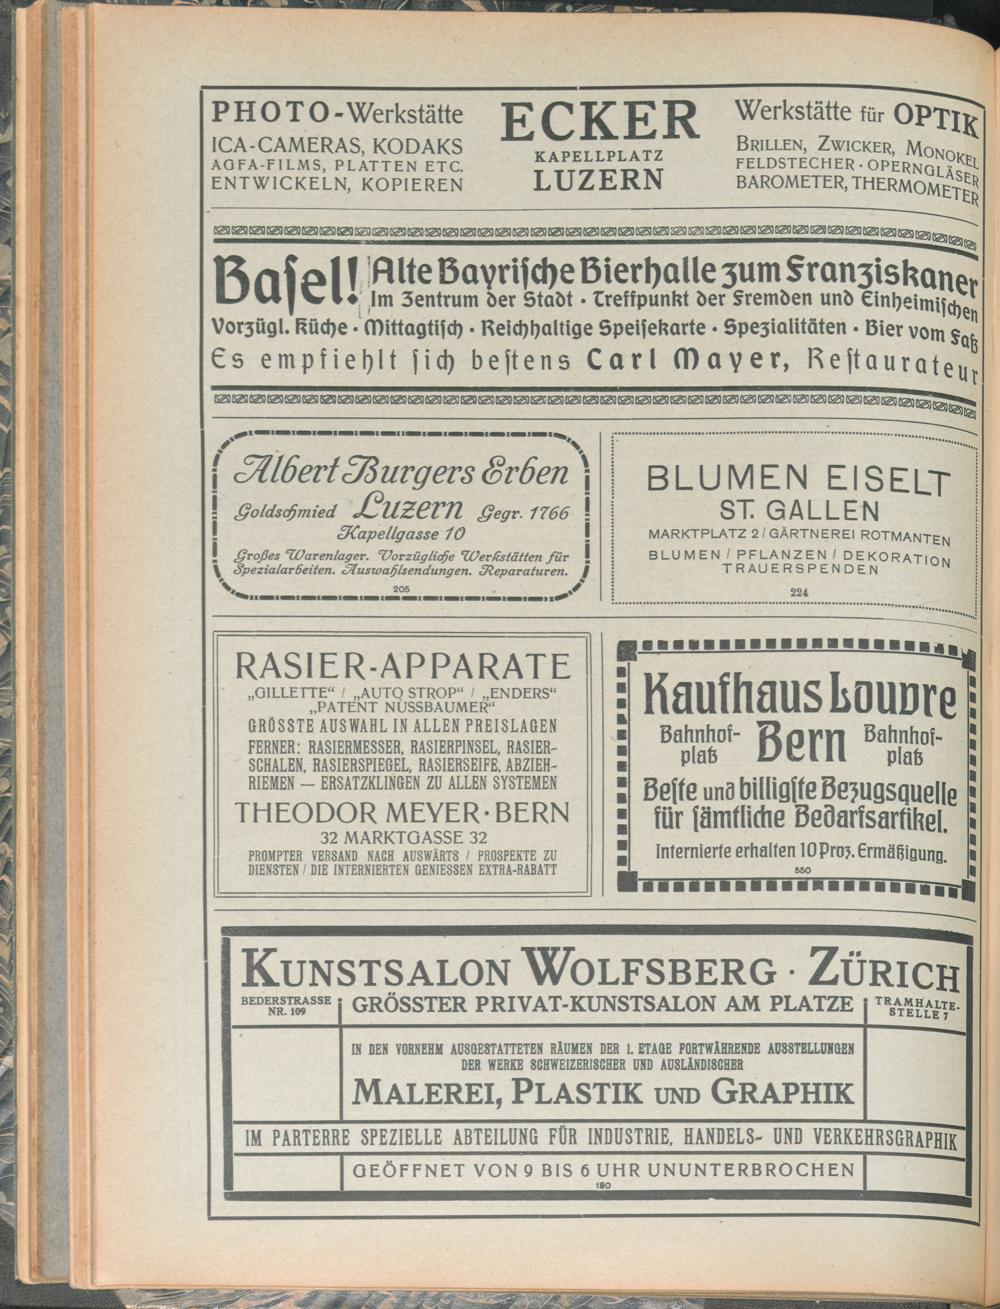 PHOTO-Werkstätte
ICA-CAMERAS, KODAKS
AGFA-FILMS, PLATTEN ETC.
ENTWICKELN, KOPIEREN
ECKER
KAPELLPLATZ
LUZERN
Werkstätte für OPTIK
BRILLEN, ZWICKER, MONOKEL
FELDSTECHER · OPERNGLÄSER
BAROMETER, THERMOMETER
Basel! Alte Bayrische Bierhalle zum Franziskaner
Im Zentrum der Stadt · Treffpunkt der Fremden und Einheimischen
Vorzügl. Küche · Mittagtisch · Reichhaltige Speisekarte · Spezialitäten · Bier vom Faß
Es empfiehlt sich bestens Carl Mayer, Restaurateur
Albert Burgers Erben
Goldschmied Luzern Gegr. 1766
Kapellgasse 10
Großes Warenlager. Vorzügliche Werkstätten für
Spezialarbeiten. Auswahlsendungen. Reparaturen.
205
BLUMEN EISELT
ST. GALLEN
MARKTPLATZ 2 / GÄRTNEREI ROTMANTEN
BLUMEN / PFLANZEN / DEKORATION
TRAUERSPENDEN
224
RASIER-APPARATE
„GILLETTE“ / „AUTO STROP“ / „ENDERS“
„PATENT NUSSBAUMER“
GRÖSSTE AUSWAHL IN ALLEN PREISLAGEN
FERNER: RASIERMESSER, RASIERPINSEL, RASIER-
SCHALEN, RASIERSPIEGEL, RASIERSEIFE, ABZIEH-
RIEMEN — ERSATZKLINGEN ZU ALLEN SYSTEMEN
THEODOR MEYER · BERN
32 MARKTGASSE 32
PROMPTER VERSAND NACH AUSWÄRTS / PROSPEKTE ZU
DIENSTEN / DIE INTERNIERTEN GENIESSEN EXTRA-RABATT
Kaufhaus Louvre
Bahnhof-
platz
Bern
Bahnhof-
platz
Beste und billigste Bezugsquelle
für sämtliche Bedarfsartikel.
Internierte erhalten 10 Proz. Ermäßigung.
550
KUNSTSALON WOLFSBERG · ZÜRICH
BEDERSTRASSE
NR. 109
GRÖSSTER PRIVAT-KUNSTSALON AM PLATZE
TRAMHALTE-
STELLE 7
IN DEN VORNEHM AUSGESTATTETEN RÄUMEN DER 1. ETAGE FORTWÄHRENDE AUSSTELLUNGEN
DER WERKE SCHWEIZERISCHER UND AUSLÄNDISCHER
MALEREI, PLASTIK UND GRAPHIK
IM PARTERRE SPEZIELLE ABTEILUNG FÜR INDUSTRIE, HANDELS- UND VERKEHRSGRAPHIK
GEÖFFNET VON 9 BIS 6 UHR UNUNTERBROCHEN
180